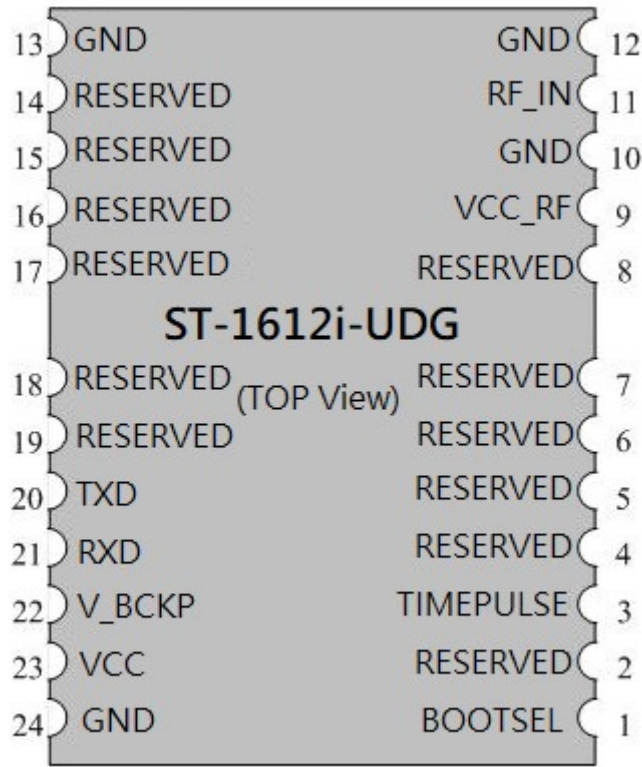 13 GND GND 12
14 RESERVED RF_IN 11
15 RESERVED GND 10
16 RESERVED VCC_RF 9
17 RESERVED RESERVED 8
ST-1612i-UDG
18 RESERVED (TOP View) RESERVED 7
19 RESERVED RESERVED 6
20 TXD RESERVED 5
21 RXD RESERVED 4
22 V_BCKP TIMEPULSE 3
23 VCC RESERVED 2
24 GND BOOTSEL 1